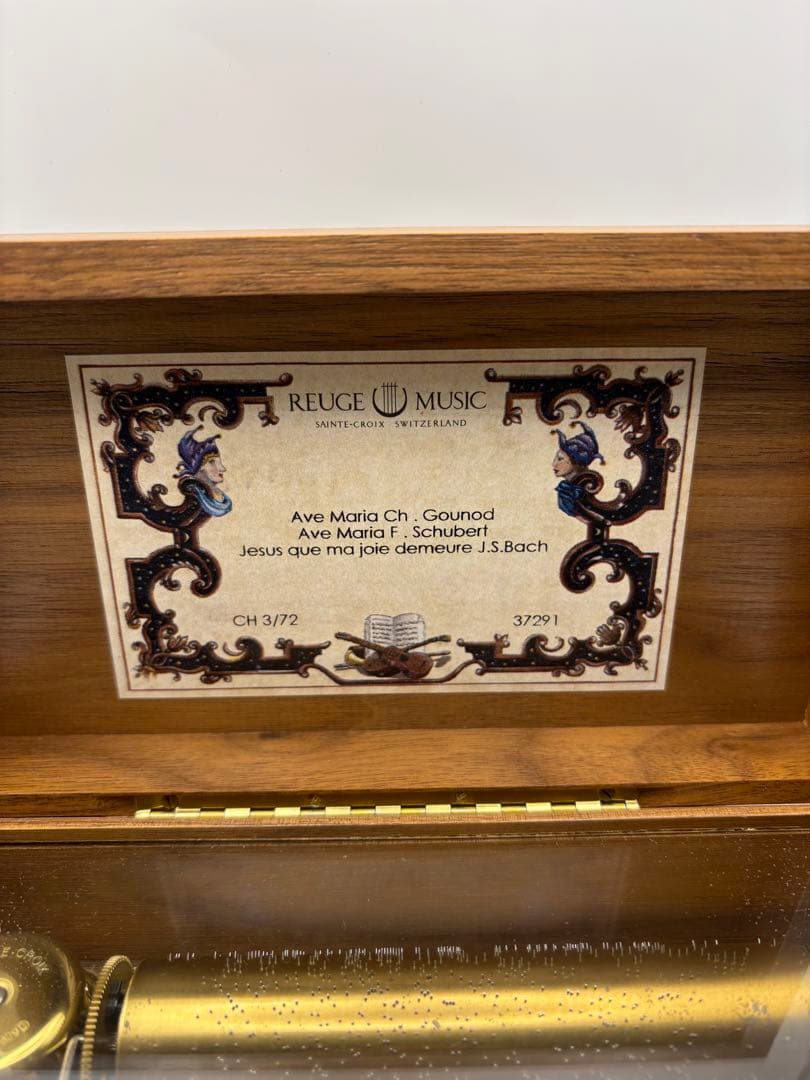 REUGE MUSIC
SAINTE-CROIX SWITZERLAND
Ave Maria Ch . Gounod
Ave Maria F . Schubert
Jesus que ma joie demeure J.S.Bach
CH 3/72 37291
E-CROIX